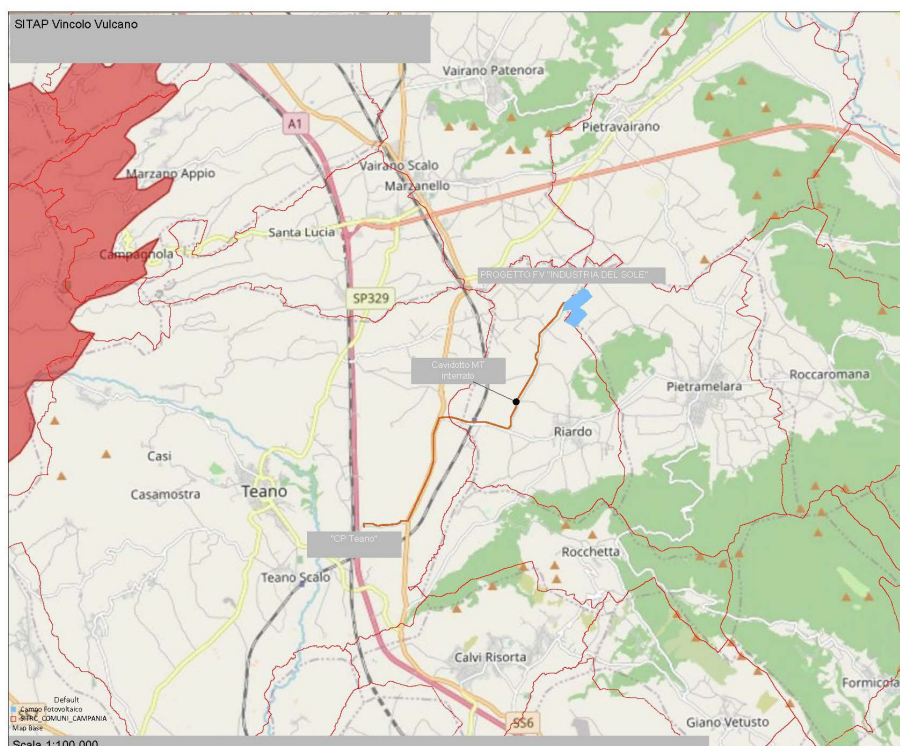 SITAP Vincolo Vulcano
Vairano Patenora
A1
Pietravairano
Vairano Scalo
Marzano Appio
Marzanello
Santa Lucia
Campagnola
PROGETTO FV "INDUSTRIA DEL SOLE"
SP329
Cavidotto MT
interrato
Roccaromana
Pietramelara
Riardo
Casi
Teano
Casamostra
"CP Teano"
Rocchetta
Teano Scalo
Calvi Risorta
Formicola
Default
Campo Fotovoltaico
SITRC_COMUNI_CAMPANIA
Map Base
SS6
Giano Vetusto
Scala 1:100.000